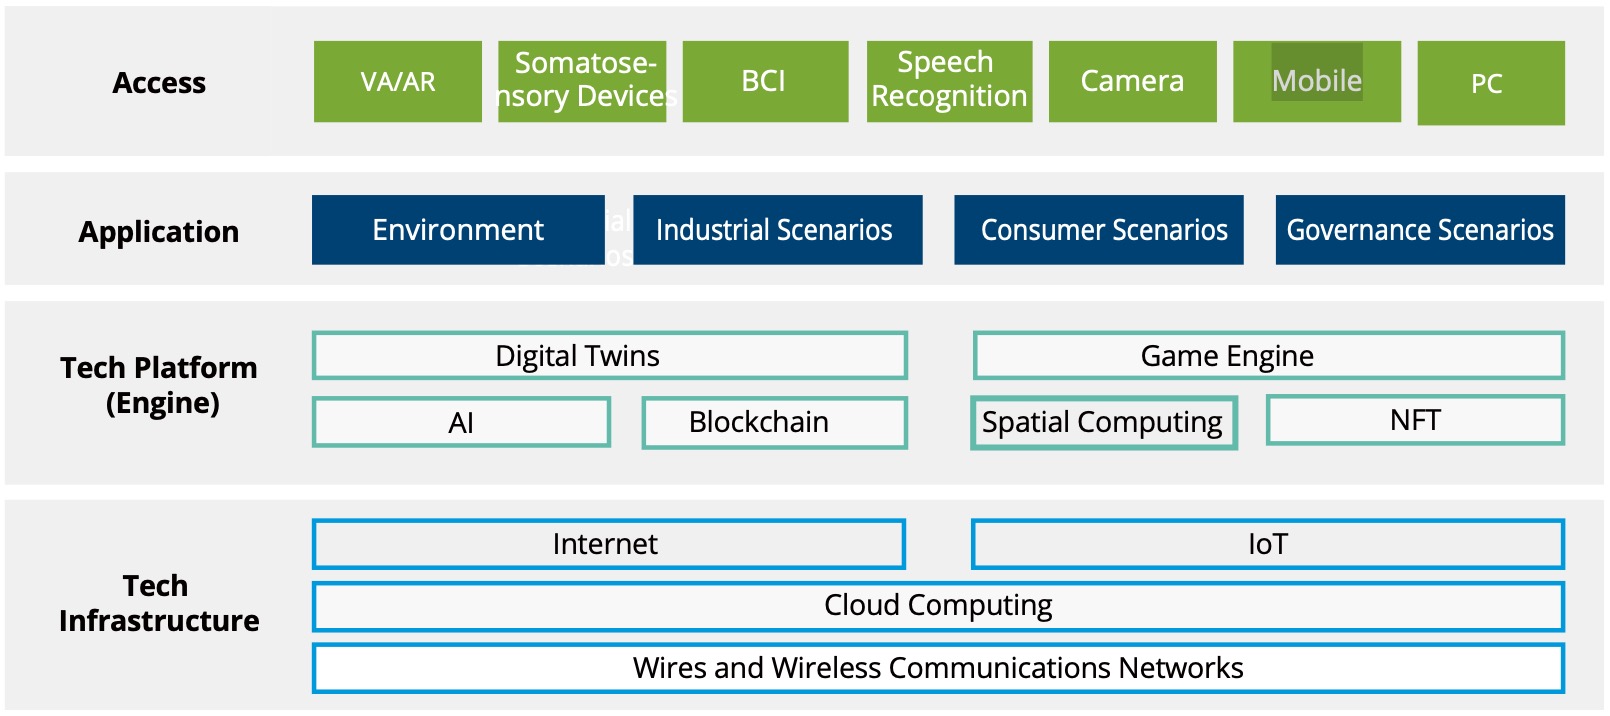 Access
VA/AR
Somatose-
nsory Devices
BCI
Speech
Recognition
Camera
Mobile
PC
Application
Environment
Industrial Scenarios
Consumer Scenarios
Governance Scenarios
Tech Platform
(Engine)
Digital Twins
Game Engine
AI
Blockchain
Spatial Computing
NFT
Tech
Infrastructure
Internet
IoT
Cloud Computing
Wires and Wireless Communications Networks